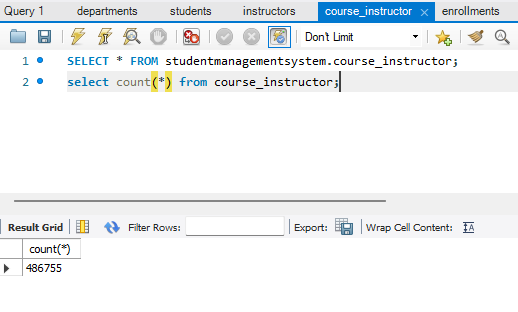 Query 1 departments students instructors course_instructor enrollments
Don't Limit
1 SELECT * FROM studentmanagementsystem.course_instructor;
2 select count(*) from course_instructor;
Result Grid Filter Rows: Export: Wrap Cell Content: IA
count(*)
486755